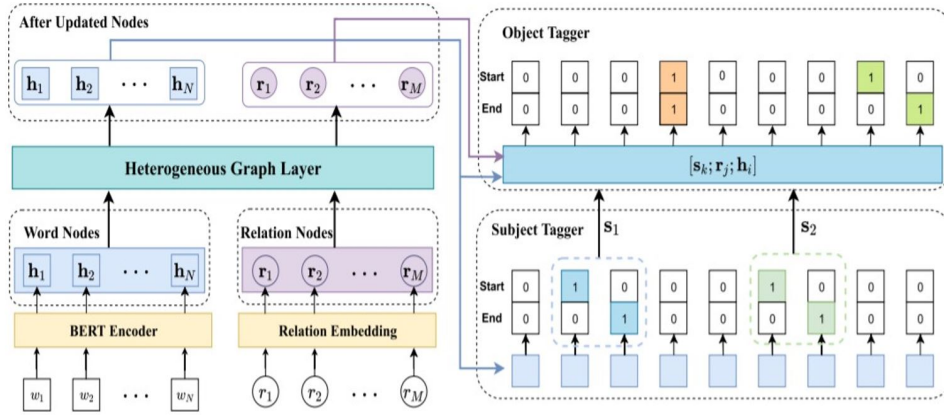 After Updated Nodes
h1 h2 ··· hN
r1 r2 ··· rM
Heterogeneous Graph Layer
Word Nodes
h1 h2 ··· hN
Relation Nodes
r1 r2 ··· rM
BERT Encoder
Relation Embedding
w1 w2 ··· wN
r1 r2 ··· rM
Object Tagger
Start 0 0 0 1 0 0 0 1 0
End 0 0 0 1 0 0 0 0 1
[sk; rj; hi]
s1
s2
Subject Tagger
Start 0 1 0 0 0 1 0 0 0
End 0 0 1 0 0 0 1 0 0